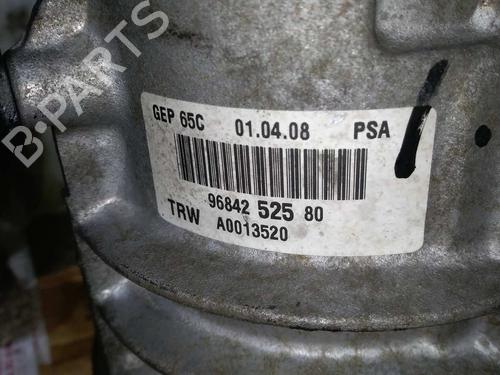 B-PARTS
GEP 65C 01.04.08 PSA
96842 525 80
TRW A0013520